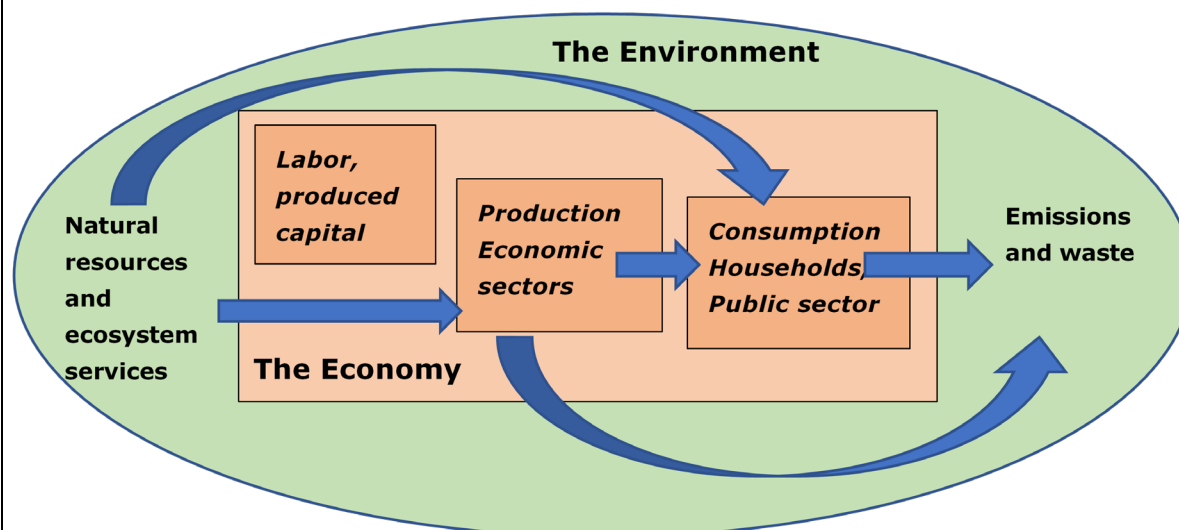 The Environment
Labor,
produced
capital
Natural
resources
and
ecosystem
services
Production
Economic
sectors
Consumption
Households,
Public sector
Emissions
and waste
The Economy